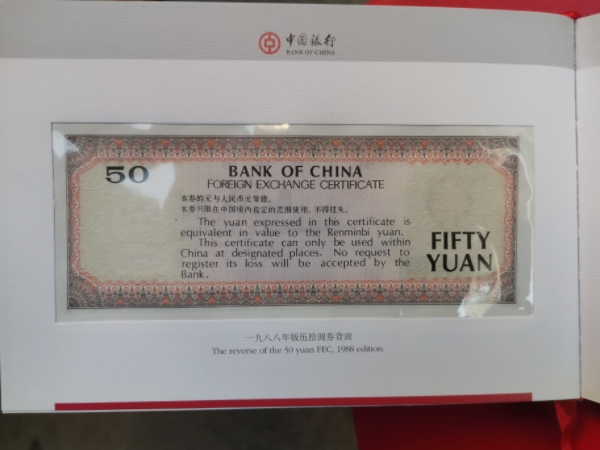 中国银行
BANK OF CHINA
50
BANK OF CHINA
FOREIGN EXCHANGE CERTIFICATE
本券的元与人民币元等值。
本券只限在中国境内指定的范围使用，不得挂失。
The yuan expressed in this certificate is
equivalent in value to the Renminbi yuan.
This certificate can only be used within
China at designated places. No request to
register its loss will be accepted by the
Bank.
FIFTY
YUAN
一九八八年版伍拾圆券背面
The reverse of the 50 yuan FEC, 1988 edition.